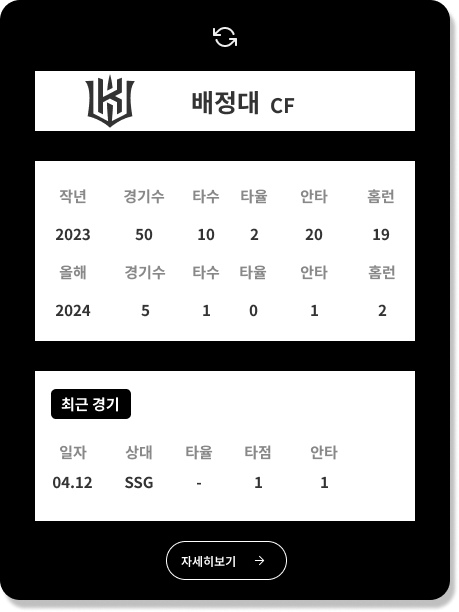 배정대 CF
작년 경기수 타수 타율 안타 홈런
2023 50 10 2 20 19
올해 경기수 타수 타율 안타 홈런
2024 5 1 0 1 2
최근 경기
일자 상대 타율 타점 안타
04.12 SSG - 1 1
자세히보기 →